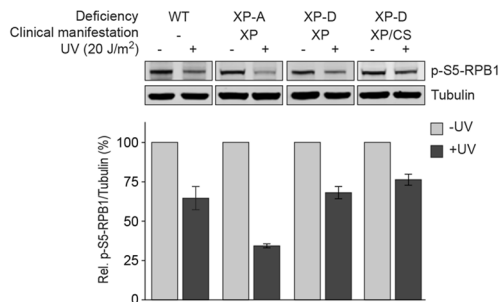 Deficiency WT XP-A XP-D XP-D
Clinical manifestation - XP XP XP/CS
UV (20 J/m²) - + - + - + - +
p-S5-RPB1
Tubulin
-UV
+UV
Rel. p-S5-RPB1/Tubulin (%)
100
75
50
25
0